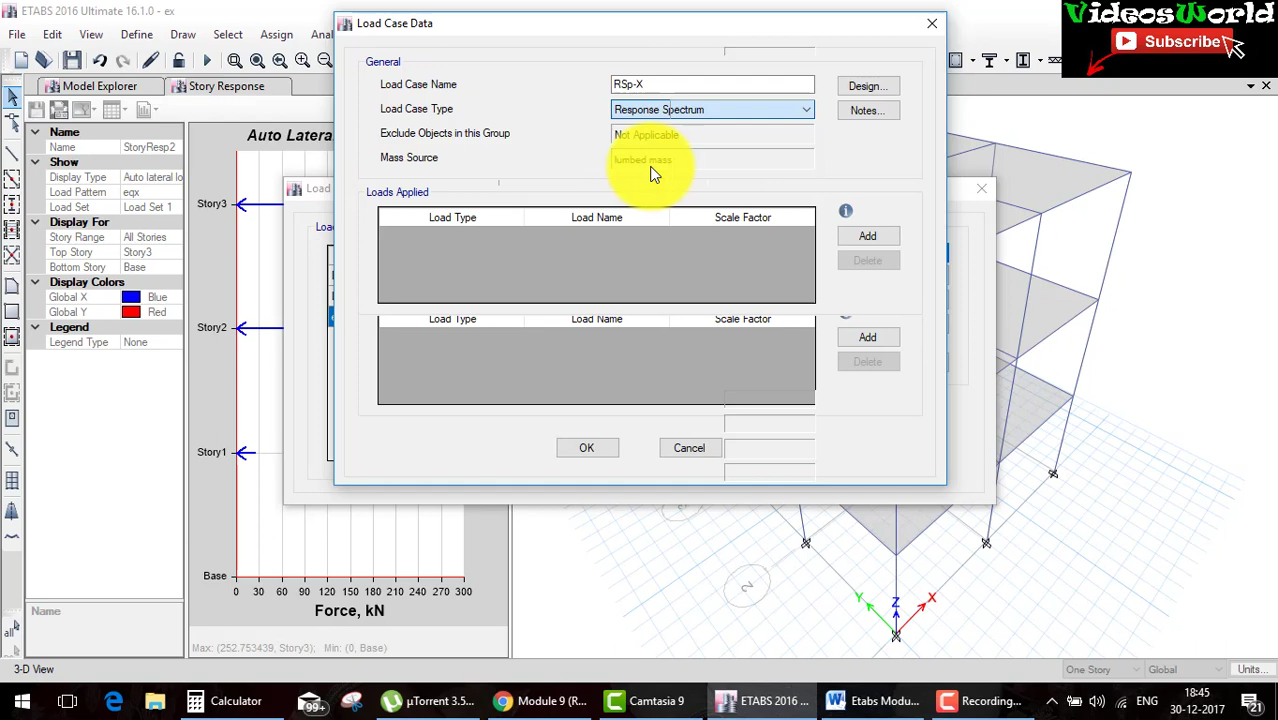 ETABS 2016 Ultimate 16.1.0 - ex
File Edit View Define Draw Select Assign
Load Case Data
VideosWorld
Subscribe
Model Explorer
Story Response
Name
Name StoryResp2
Show
Display Type Auto lateral lo
Load Pattern eqx
Load Set Load Set 1
Display For
Story Range All Stories
Top Story Story3
Bottom Story Base
Display Colors
Global X Blue
Global Y Red
Legend
Legend Type None
Name
Auto Latera
Story3
Story2
Story1
Base
0 30 60 90 120 150 180 210 240 270 300
Force, kN
Max: (252.753439, Story3); Min: (0, Base)
Load
General
Load Case Name RSp-X Design...
Load Case Type Response Spectrum Notes...
Exclude Objects in this Group Not Applicable
Mass Source lumbed mass
Loads Applied
Load Type Load Name Scale Factor
Add
Delete
Load Type Load Name Scale Factor
Add
Delete
OK Cancel
2
Y Z X
all
3-D View
One Story Global Units...
Calculator
99+
µTorrent 3.5...
Module 9 (R...
Camtasia 9
ETABS 2016 ...
Etabs Modu...
Recording...
ENG
18:45
30-12-2017
21